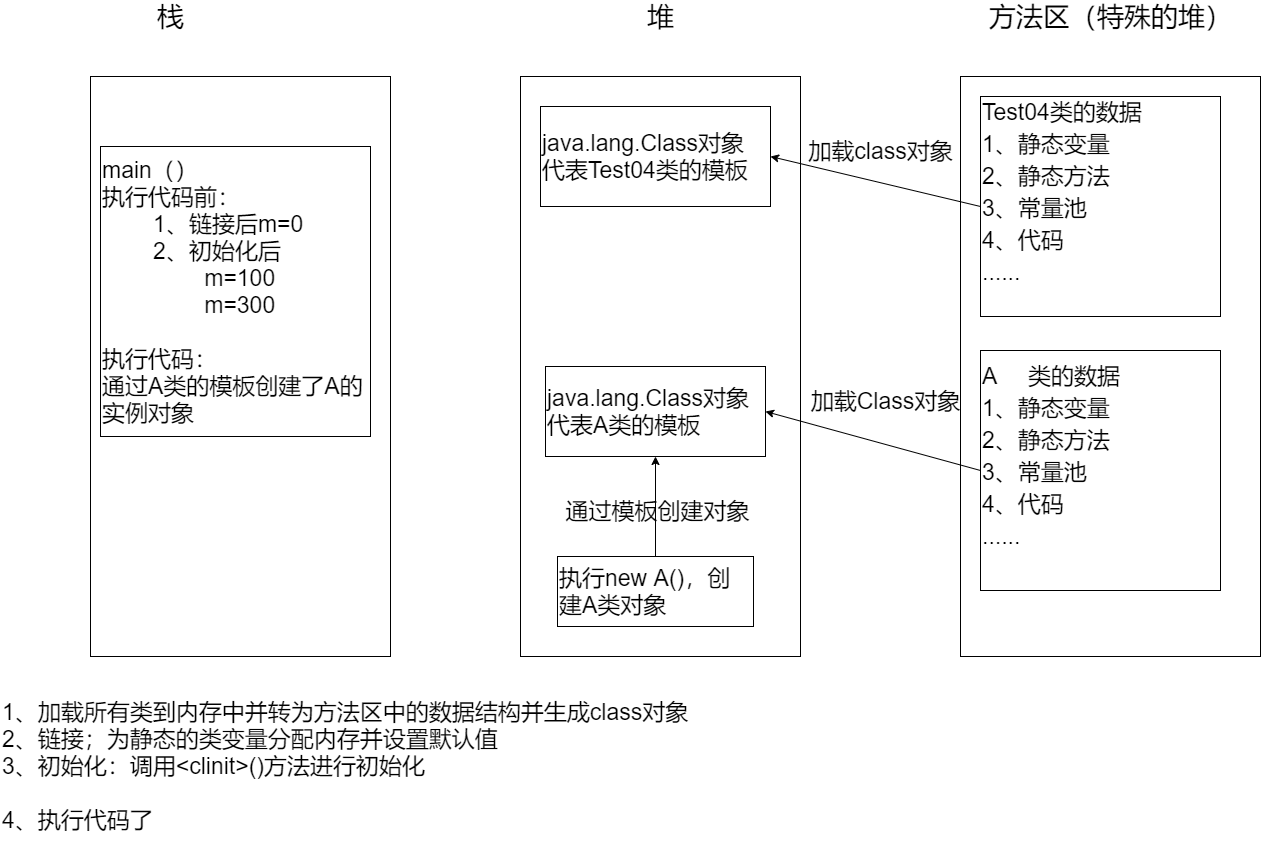 栈
堆
方法区（特殊的堆）
main（）
执行代码前：
1、链接后m=0
2、初始化后
m=100
m=300
执行代码：
通过A类的模板创建了A的
实例对象
java.lang.Class对象
代表Test04类的模板
加载class对象
java.lang.Class对象
代表A类的模板
加载Class对象
通过模板创建对象
执行new A()，创
建A类对象
Test04类的数据
1、静态变量
2、静态方法
3、常量池
4、代码
......
A 类的数据
1、静态变量
2、静态方法
3、常量池
4、代码
......
1、加载所有类到内存中并转为方法区中的数据结构并生成class对象
2、链接；为静态的类变量分配内存并设置默认值
3、初始化：调用<clinit>()方法进行初始化
4、执行代码了